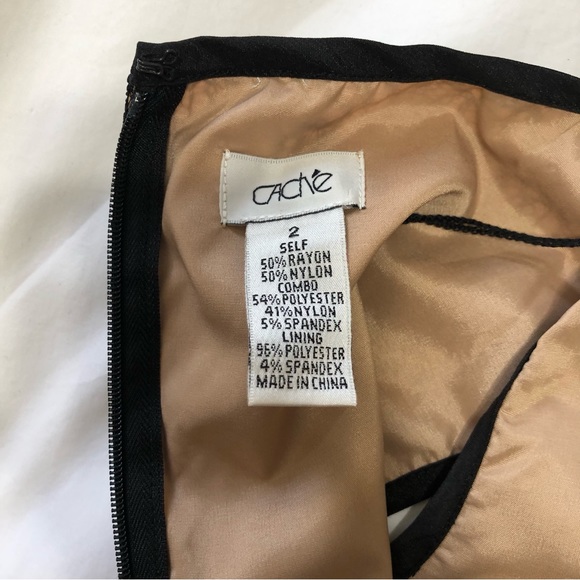 CACHÉ
2
SELF
50% RAYON
50% NYLON
COMBO
54% POLYESTER
41% NYLON
5% SPANDEX
LINING
96% POLYESTER
4% SPANDEX
MADE IN CHINA